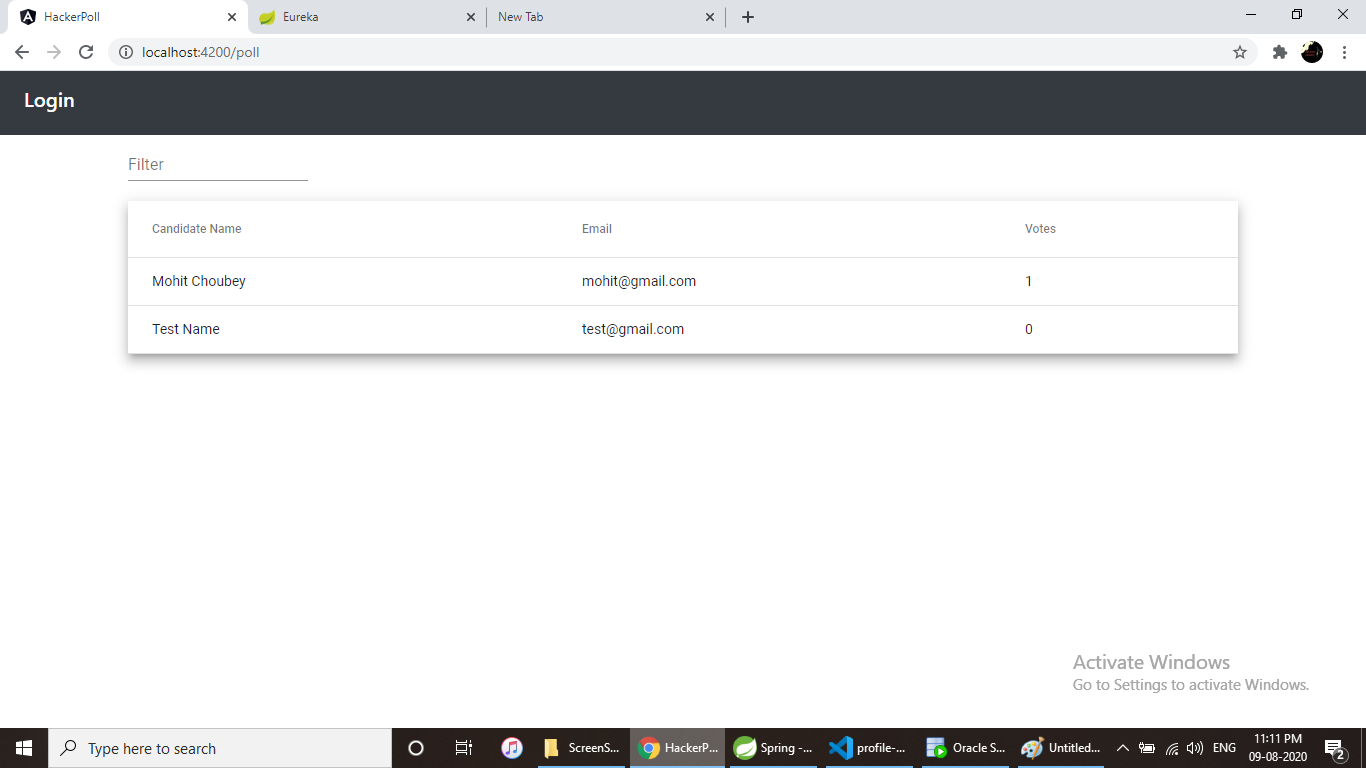 HackerPoll
Eureka
New Tab
localhost:4200/poll
Login
Filter
Candidate Name Email Votes
Mohit Choubey mohit@gmail.com 1
Test Name test@gmail.com 0
Activate Windows
Go to Settings to activate Windows.
Type here to search
ScreenS...
HackerP...
Spring -...
profile-...
Oracle S...
Untitled...
ENG
11:11 PM
09-08-2020
2